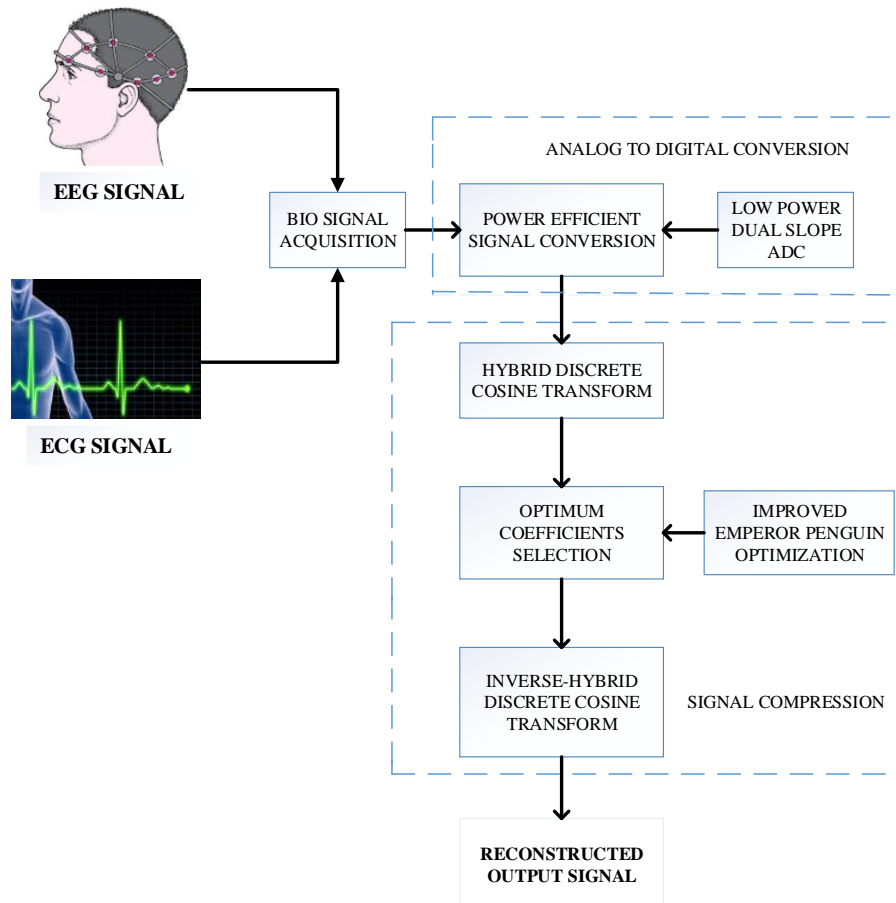 EEG SIGNAL
ANALOG TO DIGITAL CONVERSION
BIO SIGNAL
ACQUISITION
POWER EFFICIENT
SIGNAL CONVERSION
LOW POWER
DUAL SLOPE
ADC
ECG SIGNAL
HYBRID DISCRETE
COSINE TRANSFORM
OPTIMUM
COEFFICIENTS
SELECTION
IMPROVED
EMPEROR PENGUIN
OPTIMIZATION
INVERSE-HYBRID
DISCRETE COSINE
TRANSFORM
SIGNAL COMPRESSION
RECONSTRUCTED
OUTPUT SIGNAL